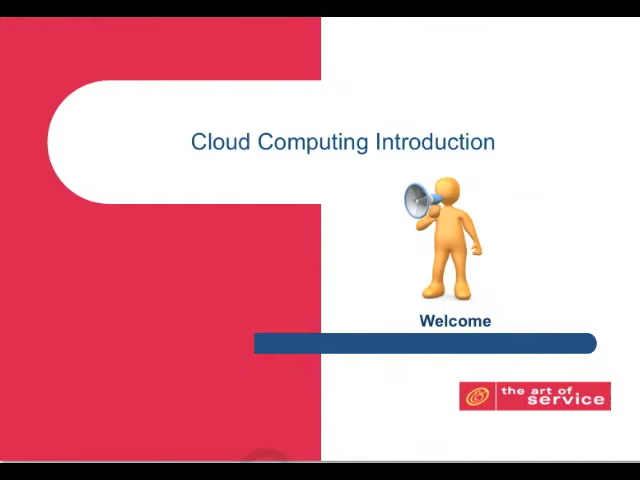 Cloud Computing Introduction
Welcome
the art of
service